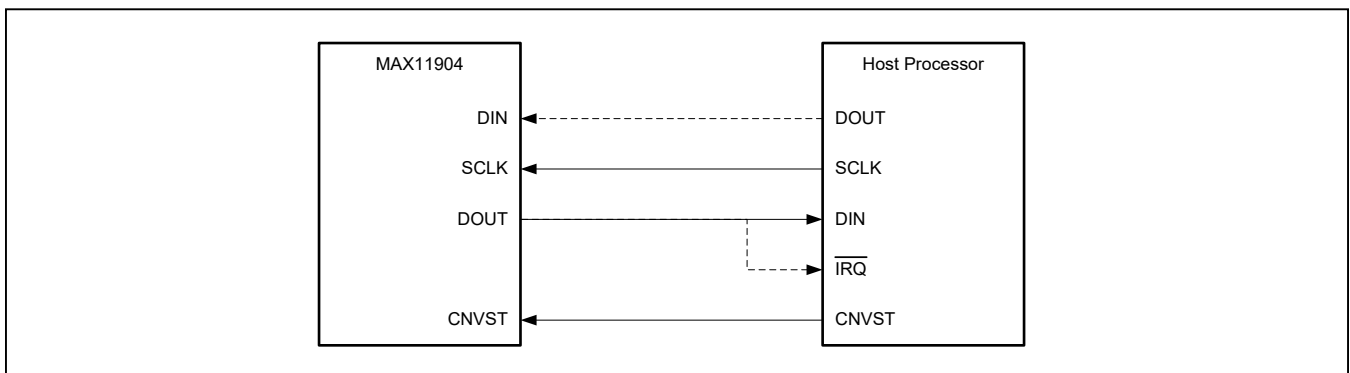 MAX11904
Host Processor
DIN
DOUT
SCLK
SCLK
DOUT
DIN
IRQ
CNVST
CNVST